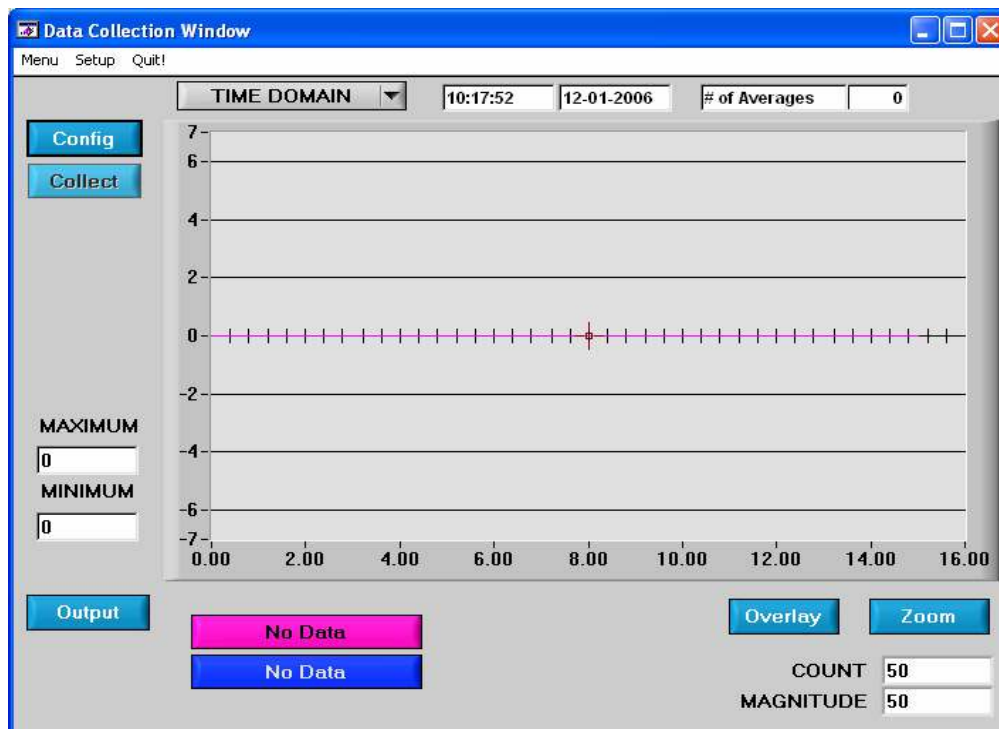 Data Collection Window
Menu Setup Quit!
TIME DOMAIN 10:17:52 12-01-2006 # of Averages 0
Config
Collect
7
6
4
2
0
-2
-4
-6
-7
0.00 2.00 4.00 6.00 8.00 10.00 12.00 14.00 16.00
MAXIMUM
0
MINIMUM
0
Output
No Data
No Data
Overlay Zoom
COUNT 50
MAGNITUDE 50